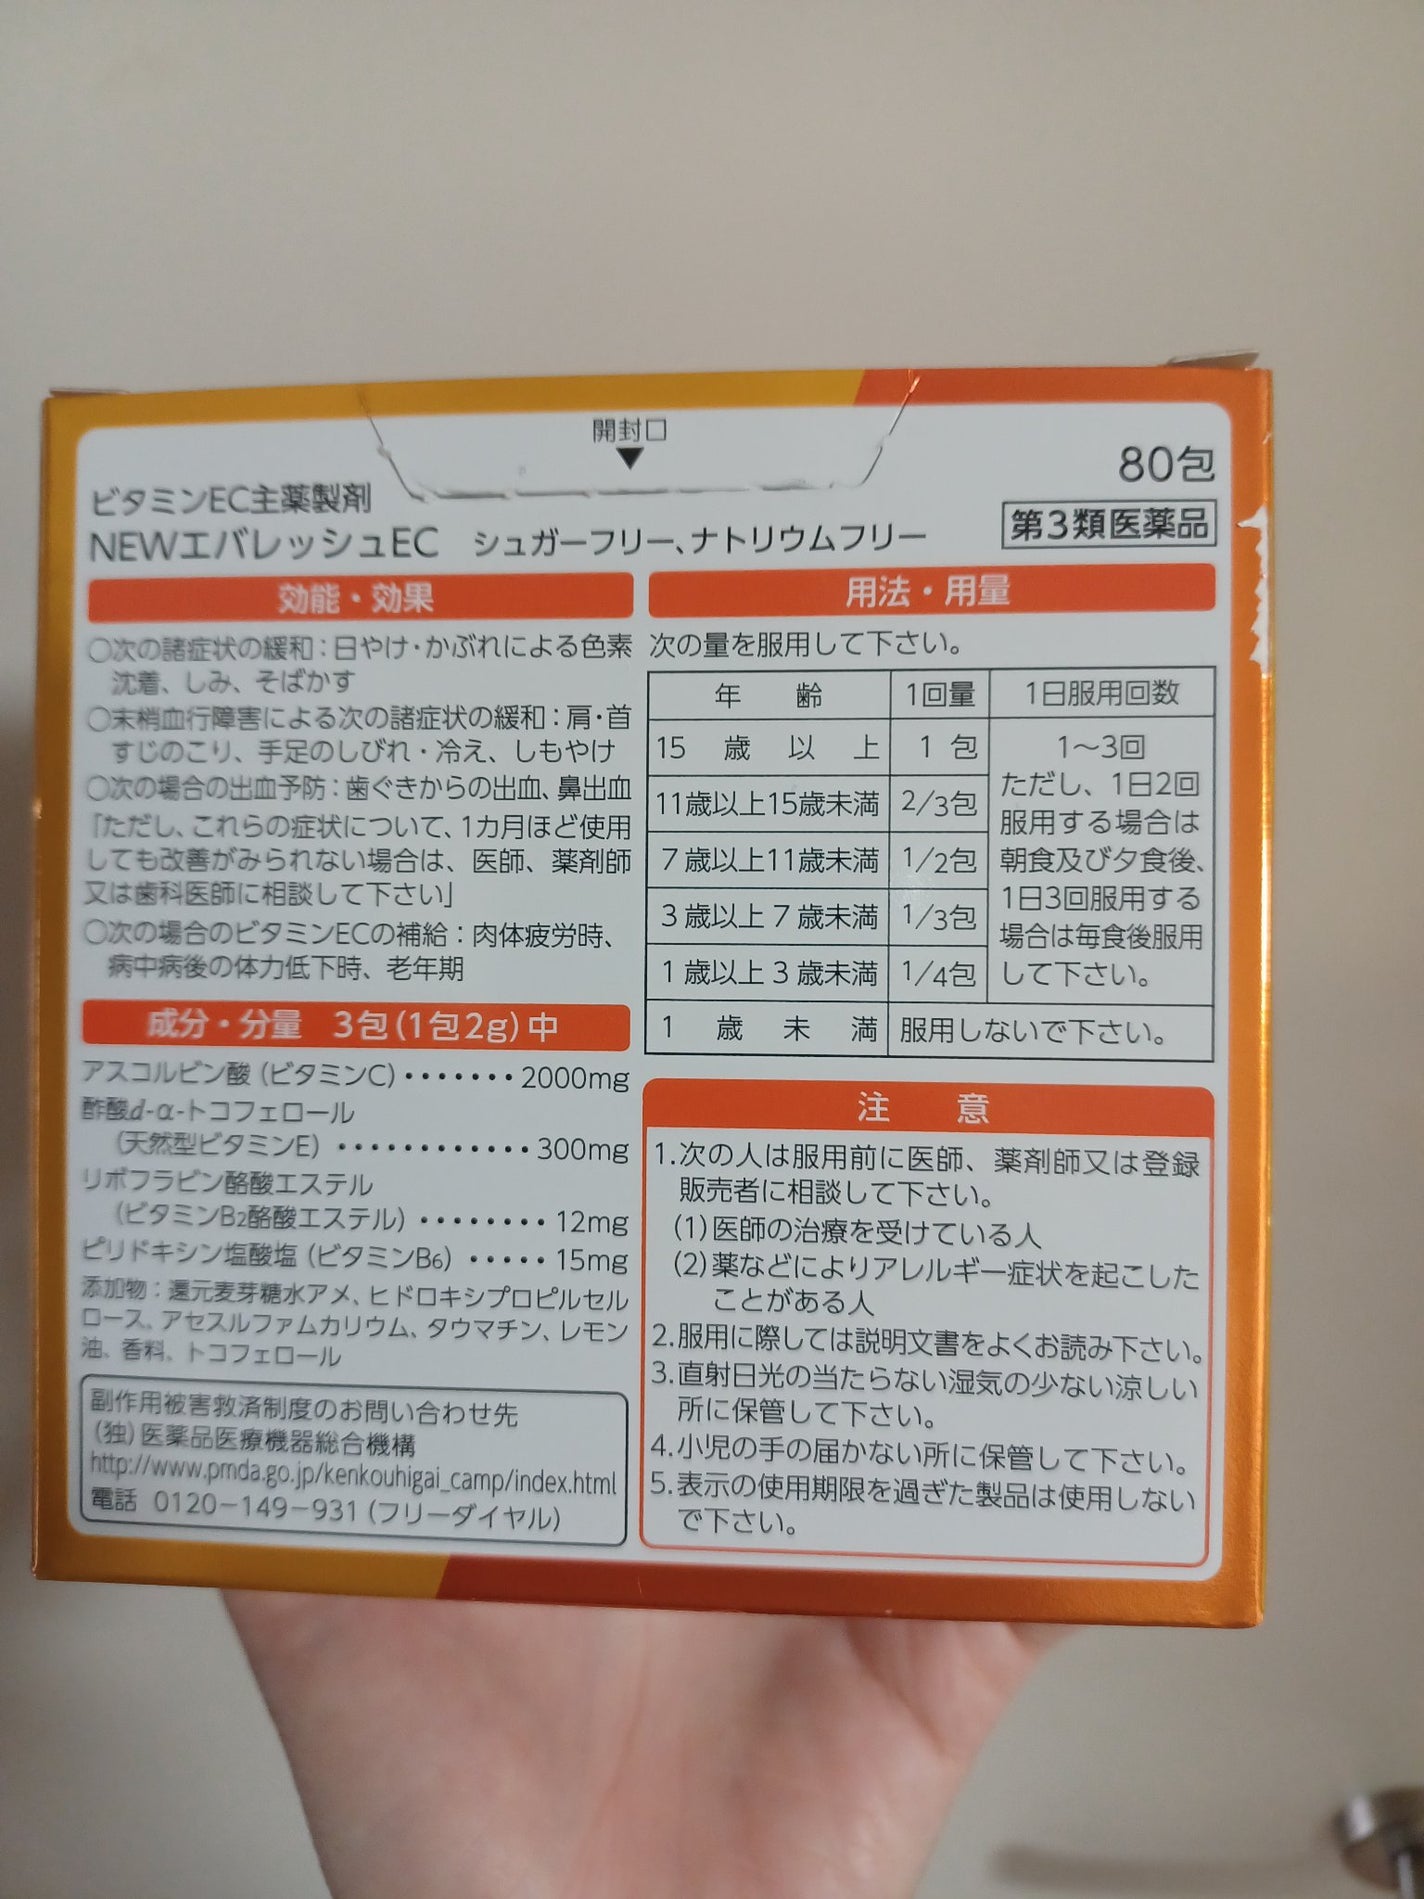 開封口
▼
80包
ビタミンEC主薬製剤
NEWエバレッシュEC　シュガーフリー、ナトリウムフリー
第3類医薬品
効能・効果
○次の諸症状の緩和：日やけ・かぶれによる色素
沈着、しみ、そばかす
○末梢血行障害による次の諸症状の緩和：肩・首
すじのこり、手足のしびれ・冷え、しもやけ
○次の場合の出血予防：歯ぐきからの出血、鼻出血
「ただし、これらの症状について、1カ月ほど使用
しても改善がみられない場合は、医師、薬剤師
又は歯科医師に相談して下さい」
○次の場合のビタミンECの補給：肉体疲労時、
病中病後の体力低下時、老年期
成分・分量　3包(1包2g)中
アスコルビン酸（ビタミンC）･･･････2000mg
酢酸d-α-トコフェロール
（天然型ビタミンE）････････････300mg
リボフラビン酪酸エステル
（ビタミンB2酪酸エステル）････････12mg
ピリドキシン塩酸塩（ビタミンB6）･････15mg
添加物：還元麦芽糖水アメ、ヒドロキシプロピルセル
ロース、アセスルファムカリウム、タウマチン、レモン
油、香料、トコフェロール
副作用被害救済制度のお問い合わせ先
（独）医薬品医療機器総合機構
http://www.pmda.go.jp/kenkouhigai_camp/index.html
電話　0120－149－931（フリーダイヤル）
用法・用量
次の量を服用して下さい。
年　齢　1回量　1日服用回数
15歳以上　1包　1～3回
ただし、1日2回
11歳以上15歳未満　2/3包　服用する場合は
7歳以上11歳未満　1/2包　朝食及び夕食後、
1日3回服用する
3歳以上7歳未満　1/3包　場合は毎食後服用
1歳以上3歳未満　1/4包　して下さい。
1歳未満　服用しないで下さい。
注　意
1.次の人は服用前に医師、薬剤師又は登録
販売者に相談して下さい。
(1)医師の治療を受けている人
(2)薬などによりアレルギー症状を起こした
ことがある人
2.服用に際しては説明文書をよくお読み下さい。
3.直射日光の当たらない湿気の少ない涼しい
所に保管して下さい。
4.小児の手の届かない所に保管して下さい。
5.表示の使用期限を過ぎた製品は使用しない
で下さい。